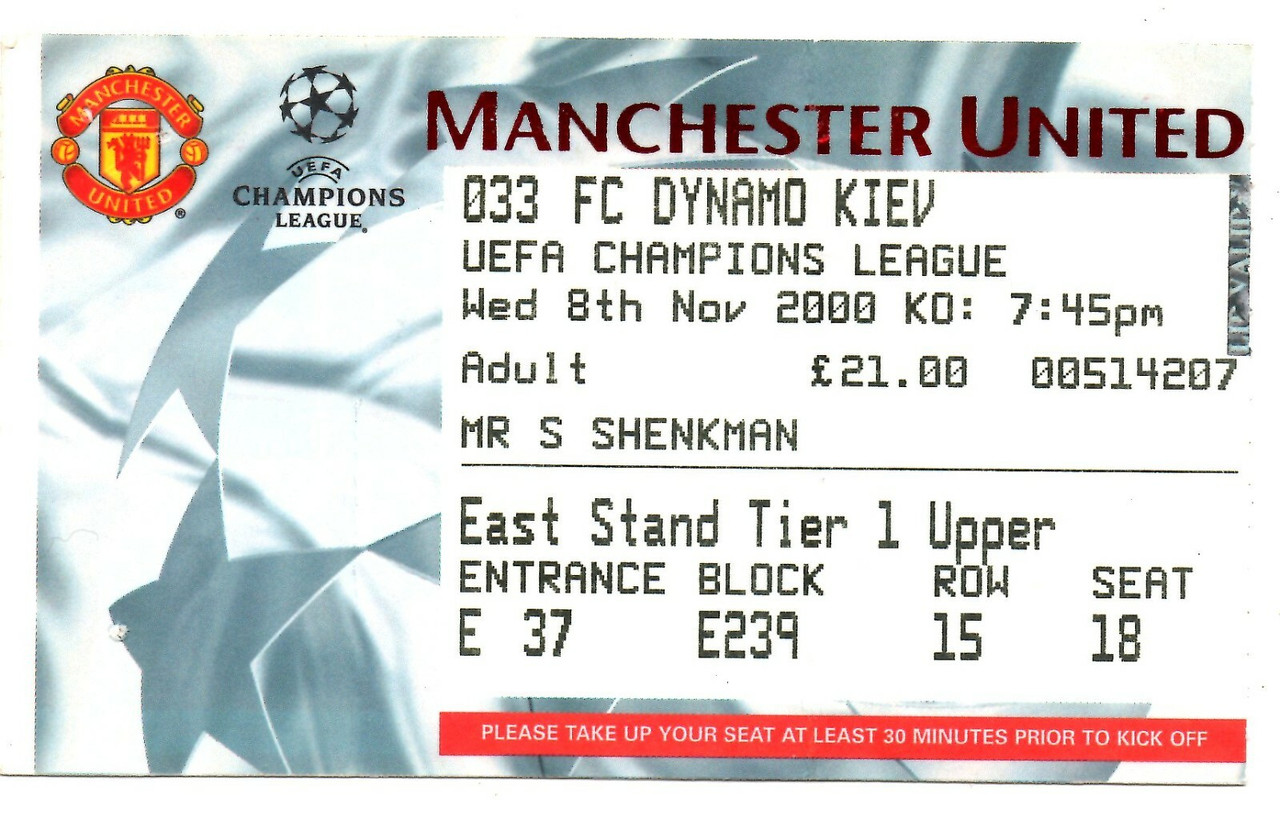 MANCHESTER UNITED
MANCHESTER
UNITED
®
UEFA
CHAMPIONS
LEAGUE
033 FC DYNAMO KIEV
UEFA CHAMPIONS LEAGUE
Wed 8th Nov 2000 KO: 7:45pm
Adult £21.00 00514207
MR S SHENKMAN
East Stand Tier 1 Upper
ENTRANCE BLOCK ROW SEAT
E 37 E239 15 18
PLEASE TAKE UP YOUR SEAT AT LEAST 30 MINUTES PRIOR TO KICK OFF